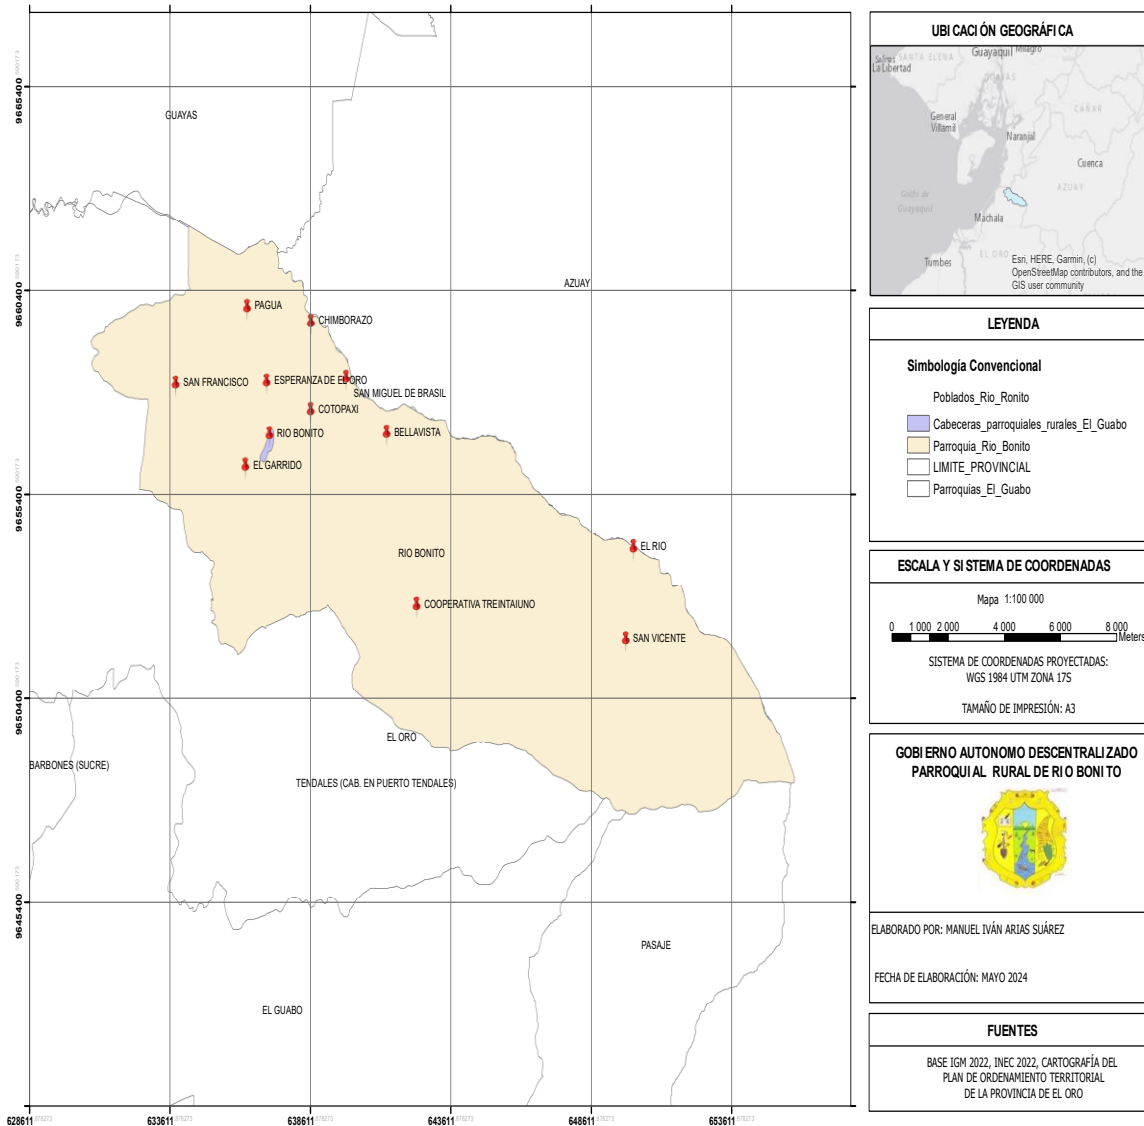 GUAYAS
AZUAY
PAGUA
CHIMBORAZO
SAN FRANCISCO
ESPERANZA DE EL ORO
SAN MIGUEL DE BRASIL
COTOPAXI
RIO BONITO
BELLAVISTA
EL GARRIDO
RIO BONITO
EL RIO
COOPERATIVA TREINTAIUNO
SAN VICENTE
EL ORO
BARBONES (SUCRE)
TENDALES (CAB. EN PUERTO TENDALES)
PASAJE
EL GUABO
9665400
9660400
9655400
9650400
9645400
628611
633611
638611
643611
648611
653611
UBICACIÓN GEOGRÁFICA
Guayaquil
Milagro
SANTA ELENA
Salinas
La Libertad
GUAYAS
CAÑAR
General
Villamil
Naranjal
Cuenca
AZUAY
Golfo de
Guayaquil
Machala
Tumbes
EL ORO
Esri, HERE, Garmin, (c)
OpenStreetMap contributors, and the
GIS user community
LEYENDA
Simbología Convencional
Poblados_Rio_Ronito
Cabeceras_parroquiales_rurales_El_Guabo
Parroquia_Rio_Bonito
LIMITE_PROVINCIAL
Parroquias_El_Guabo
ESCALA Y SISTEMA DE COORDENADAS
Mapa 1:100 000
0 1 000 2 000 4 000 6 000 8 000
Meters
SISTEMA DE COORDENADAS PROYECTADAS:
WGS 1984 UTM ZONA 17S
TAMAÑO DE IMPRESIÓN: A3
GOBIERNO AUTONOMO DESCENTRALIZADO
PARROQUIAL RURAL DE RIO BONITO
ELABORADO POR: MANUEL IVÁN ARIAS SUÁREZ
FECHA DE ELABORACIÓN: MAYO 2024
FUENTES
BASE IGM 2022, INEC 2022, CARTOGRAFÍA DEL
PLAN DE ORDENAMIENTO TERRITORIAL
DE LA PROVINCIA DE EL ORO